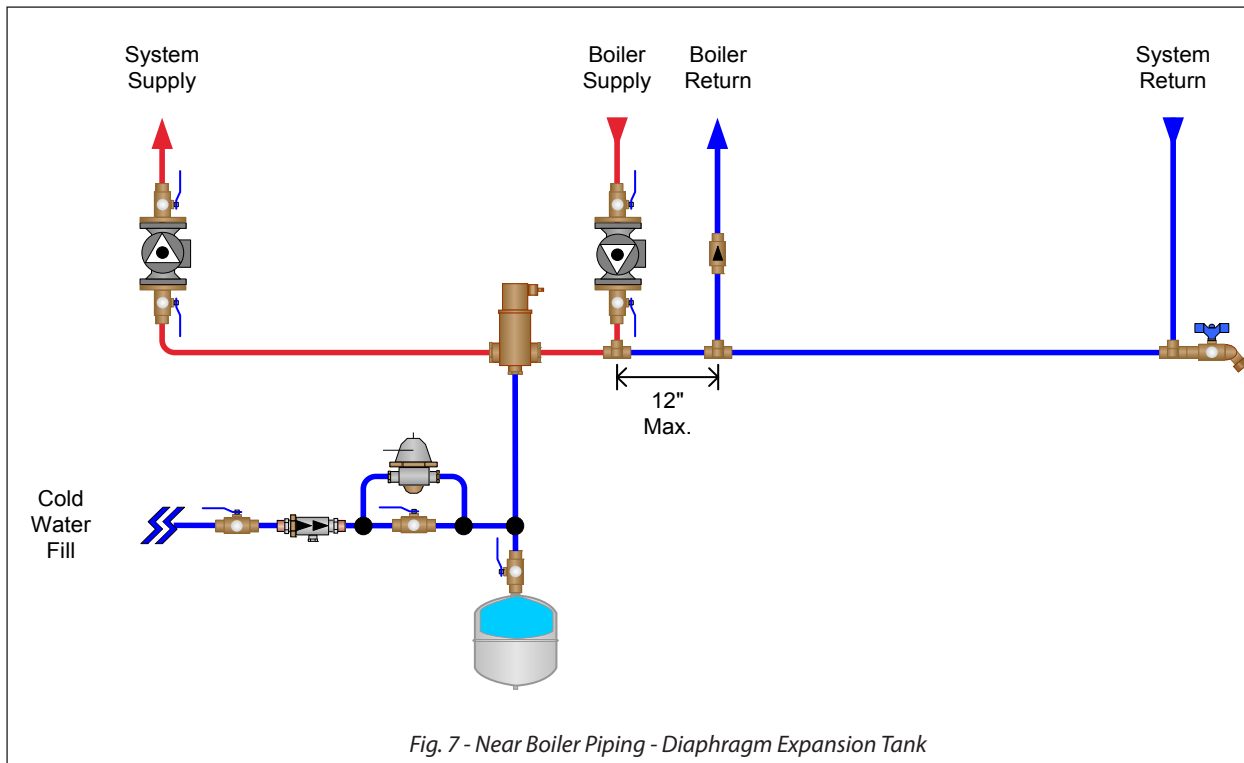 System
Supply
Boiler
Supply
Boiler
Return
System
Return
12"
Max.
Cold
Water
Fill
Fig. 7 - Near Boiler Piping - Diaphragm Expansion Tank